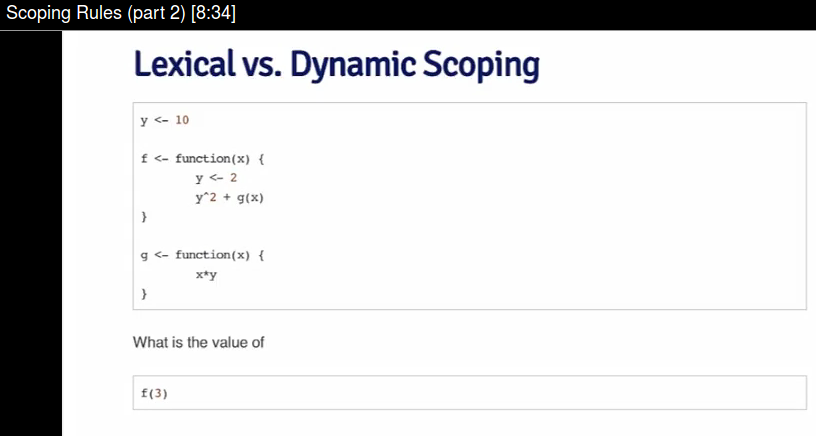 Scoping Rules (part 2) [8:34]
Lexical vs. Dynamic Scoping
y <- 10
f <- function(x) {
y <- 2
y^2 + g(x)
}
g <- function(x) {
x*y
}
What is the value of
f(3)